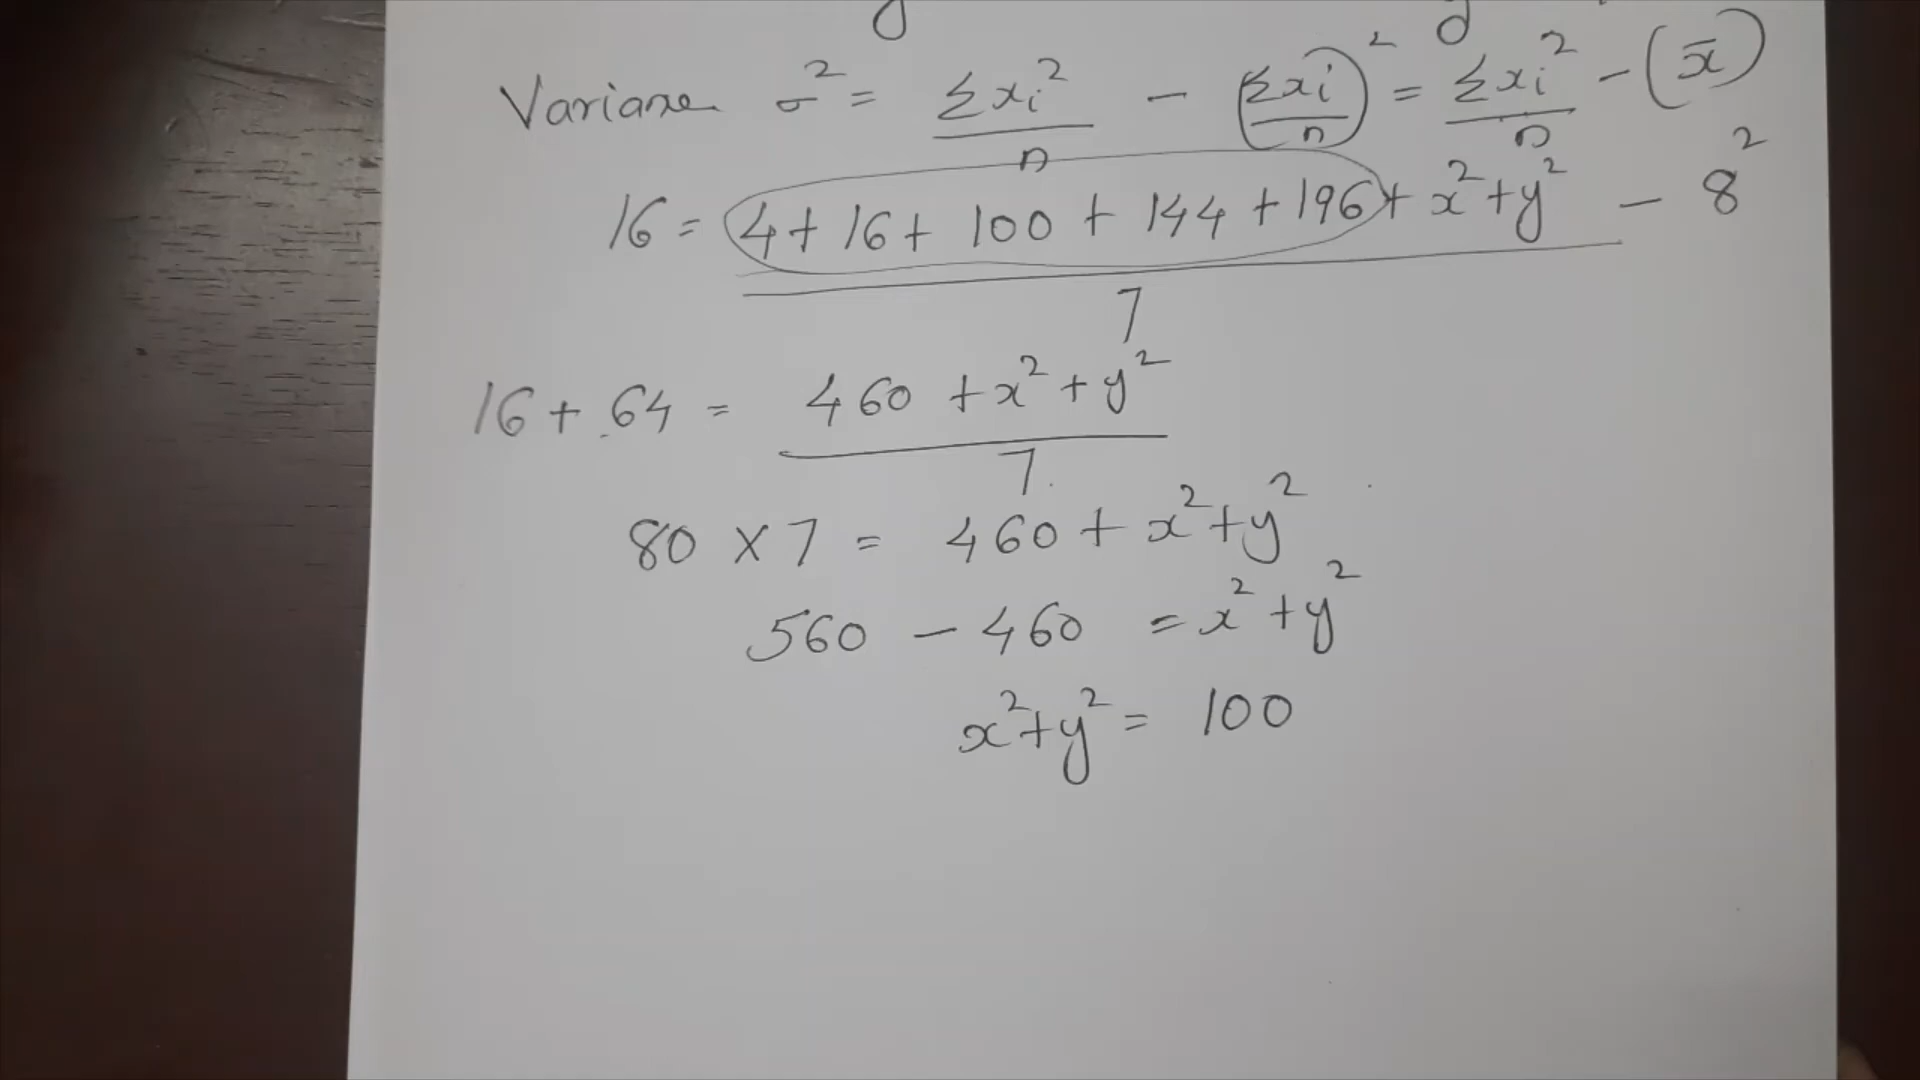 Variance σ² = Σxi²/n - (Σxi/n)² = Σxi²/n - (x̄)
16 = 4 + 16 + 100 + 144 + 196 + x² + y² / 7 - 8²
16 + 64 = 460 + x² + y² / 7
80 × 7 = 460 + x² + y²
560 - 460 = x² + y²
x² + y² = 100